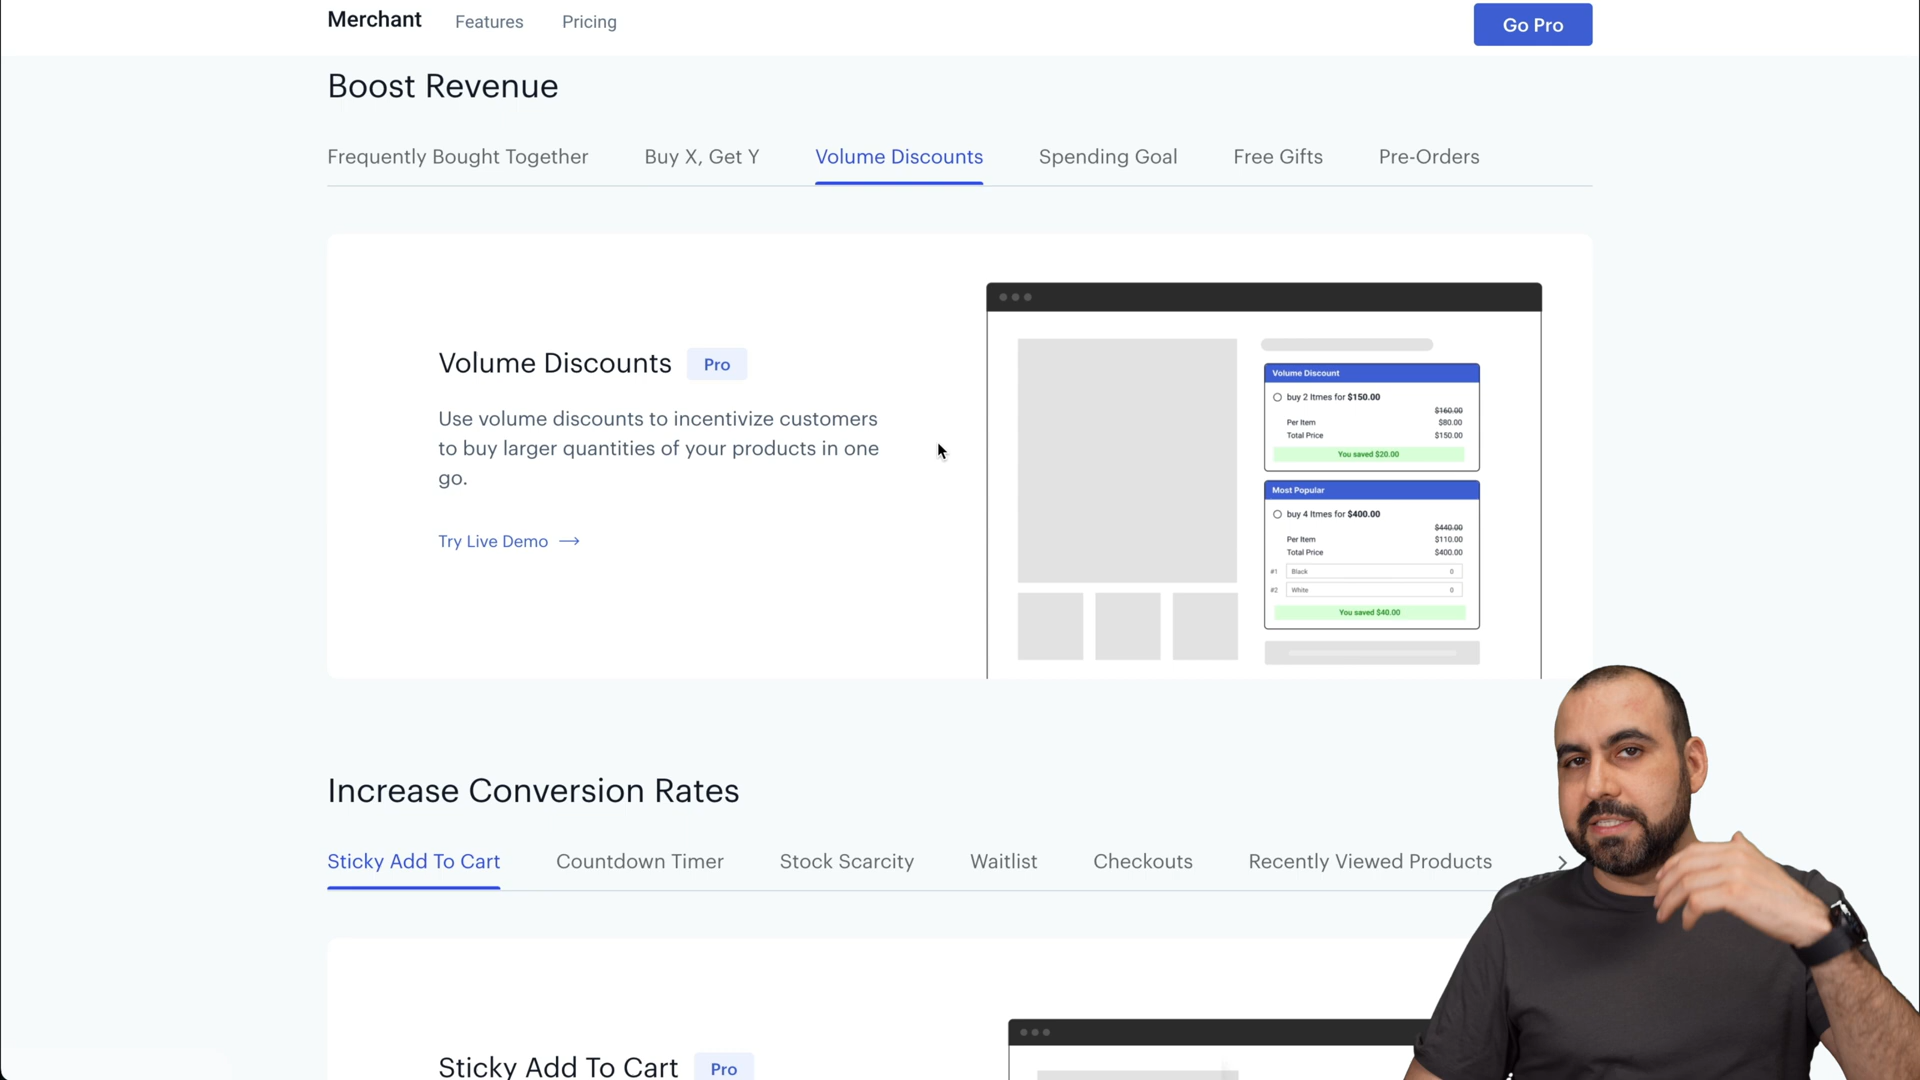 Merchant Features Pricing Go Pro
Boost Revenue
Frequently Bought Together Buy X, Get Y Volume Discounts Spending Goal Free Gifts Pre-Orders
Volume Discounts Pro
Use volume discounts to incentivize customers
to buy larger quantities of your products in one
go.
Try Live Demo
Volume Discount
buy 2 Itmes for $150.00
$160.00
Per Item $80.00
Total Price $150.00
You saved $20.00
Most Popular
buy 4 Itmes for $400.00
$440.00
Per Item $110.00
Total Price $400.00
#1 Black 0
#2 White 0
You saved $40.00
Increase Conversion Rates
Sticky Add To Cart Countdown Timer Stock Scarcity Waitlist Checkouts Recently Viewed Products
Sticky Add To Cart Pro